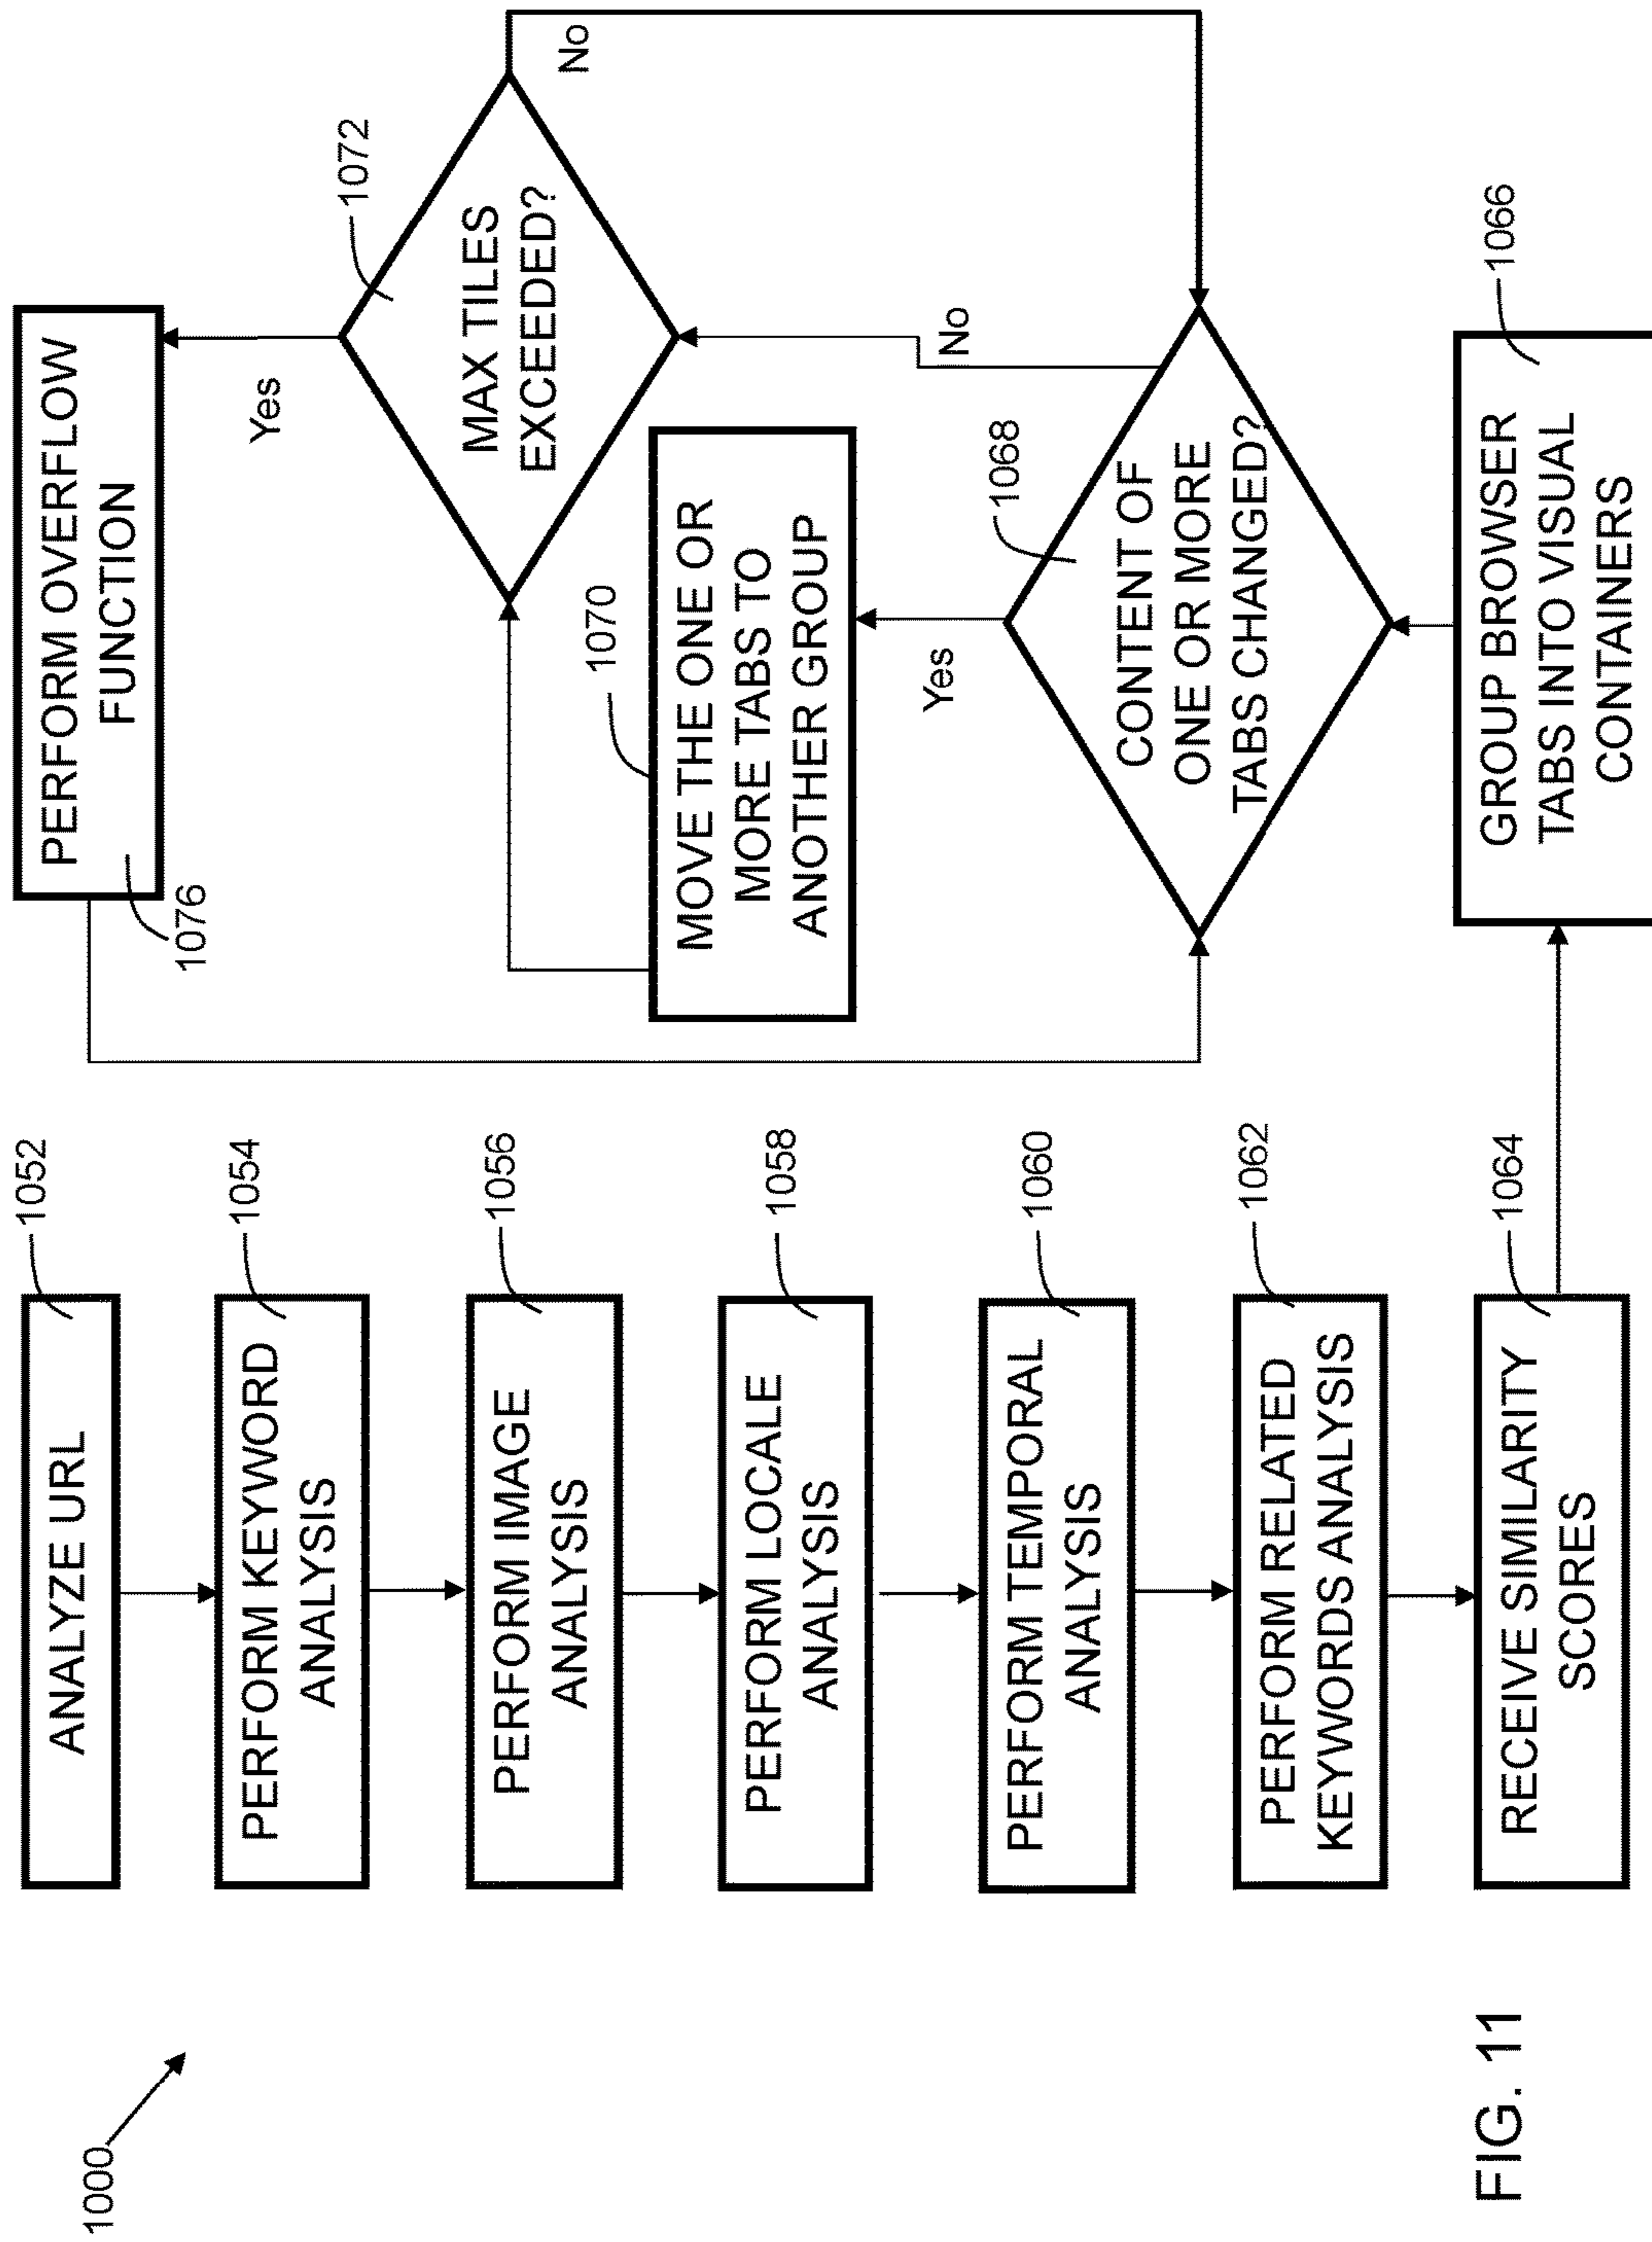 1000
ANALYZE URL
1052
PERFORM KEYWORD
ANALYSIS
1054
PERFORM IMAGE
ANALYSIS
1056
PERFORM LOCALE
ANALYSIS
1058
PERFORM TEMPORAL
ANALYSIS
1060
PERFORM RELATED
KEYWORDS ANALYSIS
1062
RECEIVE SIMILARITY
SCORES
1064
GROUP BROWSER
TABS INTO VISUAL
CONTAINERS
1066
CONTENT OF
ONE OR MORE
TABS CHANGED?
1068
Yes
No
MOVE THE ONE OR
MORE TABS TO
ANOTHER GROUP
1070
MAX TILES
EXCEEDED?
1072
Yes
No
PERFORM OVERFLOW
FUNCTION
1076
FIG. 11